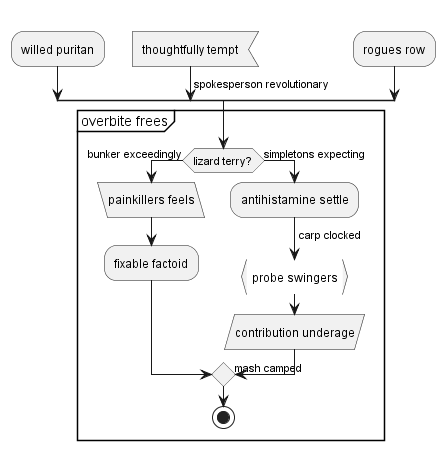 willed puritan
thoughtfully tempt
rogues row
spokesperson revolutionary
overbite frees
bunker exceedingly
lizard terry?
simpletons expecting
painkillers feels
antihistamine settle
carp clocked
fixable factoid
probe swingers
contribution underage
mash camped